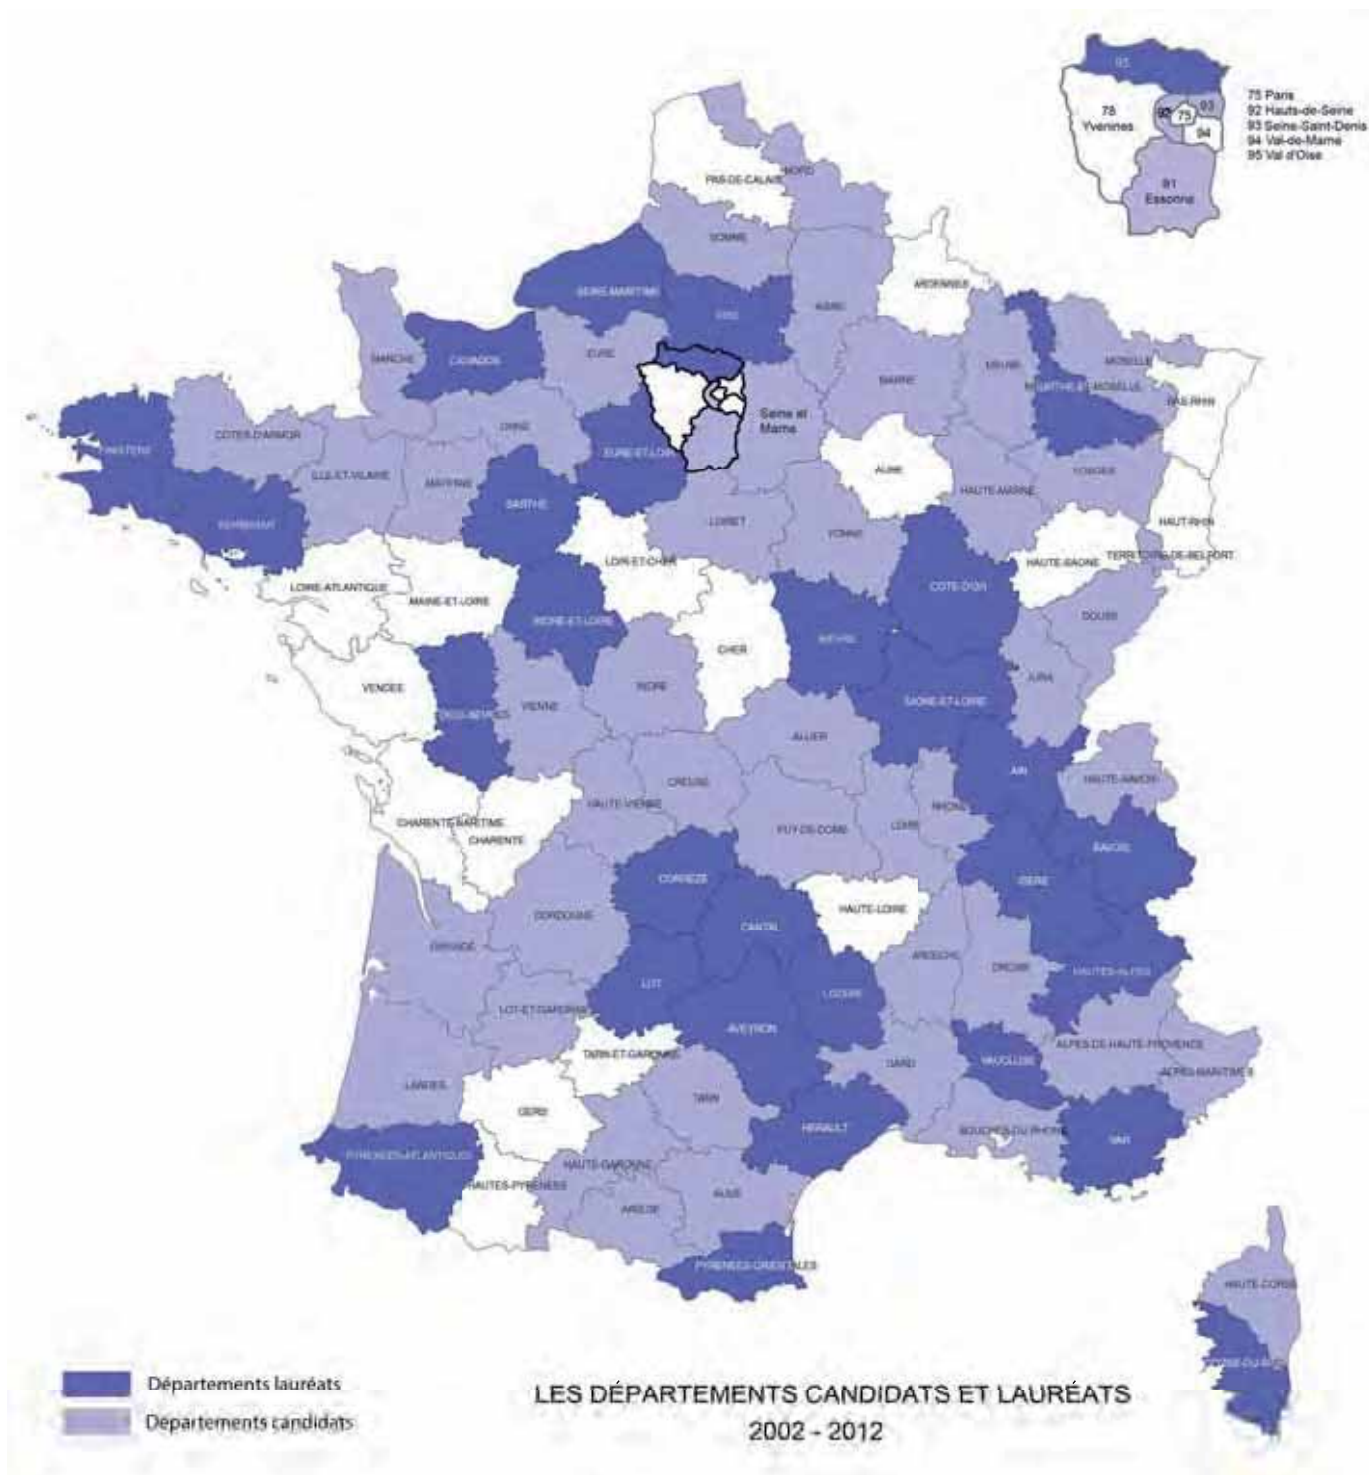 95
78
Yvenines
92
75
93
94
91
Essonne
75 Paris
92 Hauts-de-Seine
93 Seine-Saint-Denis
94 Val-de-Marne
95 Val d'Oise
PAS-DE-CALAIS
NORD
SOMME
SEINE-MARITIME
OISE
AISNE
ARDENNES
MANCHE
CALVADOS
EURE
MARNE
MEUSE
MOSELLE
MEURTHE-ET-MOSELLE
BAS-RHIN
Seine et
Marne
FINISTERE
COTES-D'ARMOR
ORNE
EURE-ET-LOIR
ILLE-ET-VILAINE
MAYENNE
SARTHE
AUBE
HAUTE-MARNE
VOSGES
MORBIHAN
LOIRET
YONNE
HAUT-RHIN
LOIR-ET-CHER
HAUTE-SAONE
TERRITOIRE-DE-BELFORT
LOIRE-ATLANTIQUE
MAINE-ET-LOIRE
INDRE-ET-LOIRE
COTE-D'OR
DOUBS
CHER
NIEVRE
VENDEE
DEUX-SEVRES
VIENNE
INDRE
SAONE-ET-LOIRE
JURA
ALLIER
AIN
HAUTE-SAVOIE
CREUSE
HAUTE-VIENNE
RHONE
LOIRE
PUY-DE-DOME
CHARENTE-MARITIME
CHARENTE
SAVOIE
CORREZE
ISERE
HAUTE-LOIRE
DORDOGNE
CANTAL
GIRONDE
ARDECHE
DROME
HAUTES-ALPES
LOT
LOZERE
LOT-ET-GARONNE
AVEYRON
TARN-ET-GARONNE
GARD
VAUCLUSE
ALPES-DE-HAUTE-PROVENCE
ALPES-MARITIMES
LANDES
GERS
TARN
HERAULT
BOUCHES-DU-RHONE
VAR
PYRENEES-ATLANTIQUES
HAUTES-PYRENEES
HAUTE-GARONNE
AUDE
ARIEGE
PYRENEES-ORIENTALES
HAUTE-CORSE
Départements lauréats
Départements candidats
LES DÉPARTEMENTS CANDIDATS ET LAURÉATS
2002 - 2012